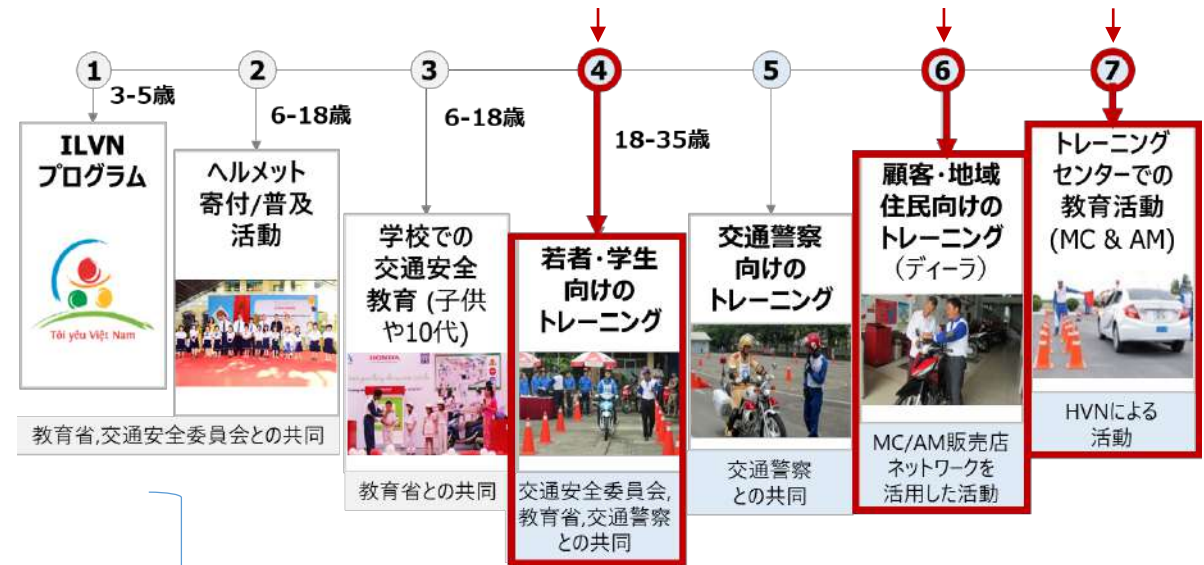 1
3-5歳
ILVN
プログラム
Tôi yêu Việt Nam
2
6-18歳
ヘルメット
寄付/普及
活動
教育省,交通安全委員会との共同
3
6-18歳
学校での
交通安全
教育 (子供
や10代)
HONDA
教育省との共同
4
18-35歳
若者・学生
向けの
トレーニング
交通安全委員会,
教育省,交通警察
との共同
5
交通警察
向けの
トレーニング
交通警察
との共同
6
顧客・地域
住民向けの
トレーニング
（ディーラ）
MC/AM販売店
ネットワークを
活用した活動
7
トレーニング
センターでの
教育活動
(MC & AM)
HVNによる
活動